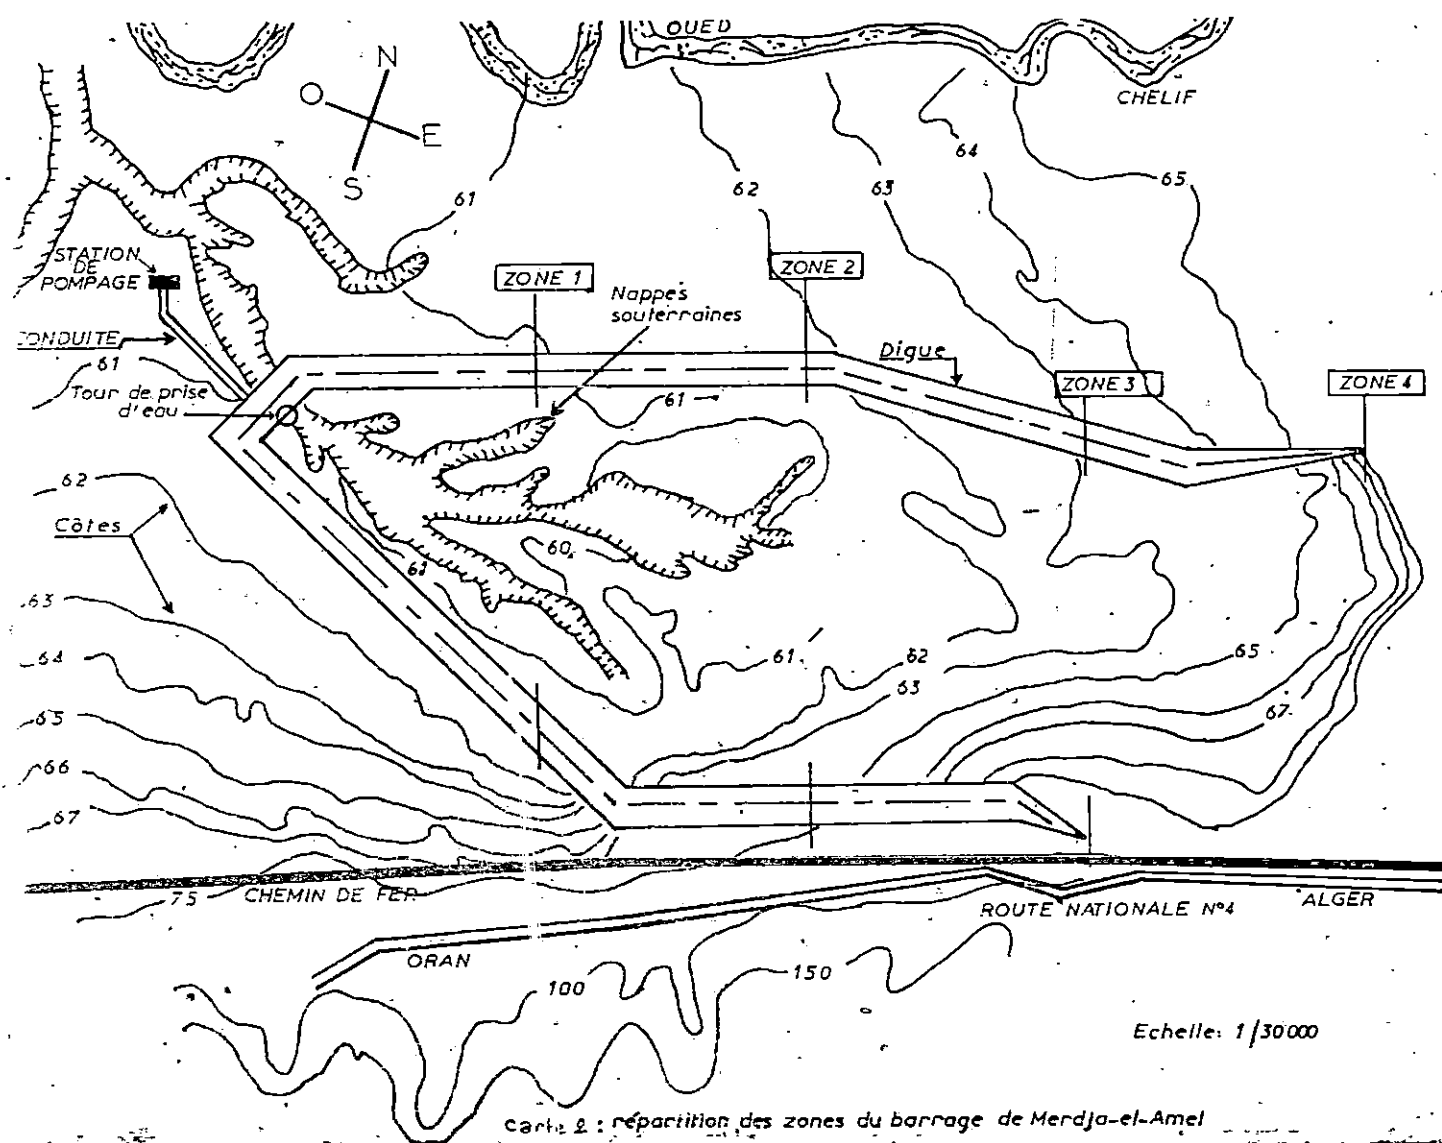 OUED
CHELIF
N
O
E
S
64
65
63
62
61
STATION
DE
POMPAGE
ZONE 1
ZONE 2
Nappes
souterraines
CONDUITE
61
Digue
ZONE 3
ZONE 4
Tour de prise
d'eau
61
62
Côtes
60
61
63
61
62
65
64
63
67
65
66
67
75
CHEMIN DE FER
ROUTE NATIONALE N°4
ALGER
ORAN
100
150
Echelle: 1/30000
Carte 2 : répartition des zones du barrage de Merdja-el-Amel